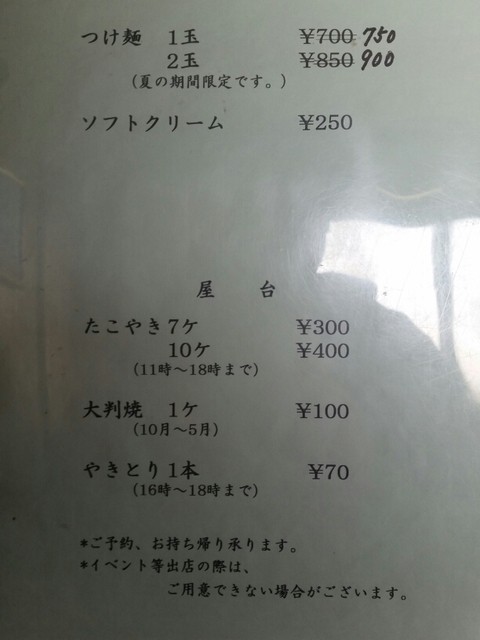 つけ麺 1玉 ¥700 750
2玉 ¥850 900
(夏の期間限定です。)
ソフトクリーム ¥250
屋 台
たこやき7ケ ¥300
10ケ ¥400
(11時～18時まで)
大判焼 1ケ ¥100
(10月～5月)
やきとり1本 ¥70
(16時～18時まで)
*ご予約、お持ち帰り承ります。
*イベント等出店の際は、
ご用意できない場合がございます。